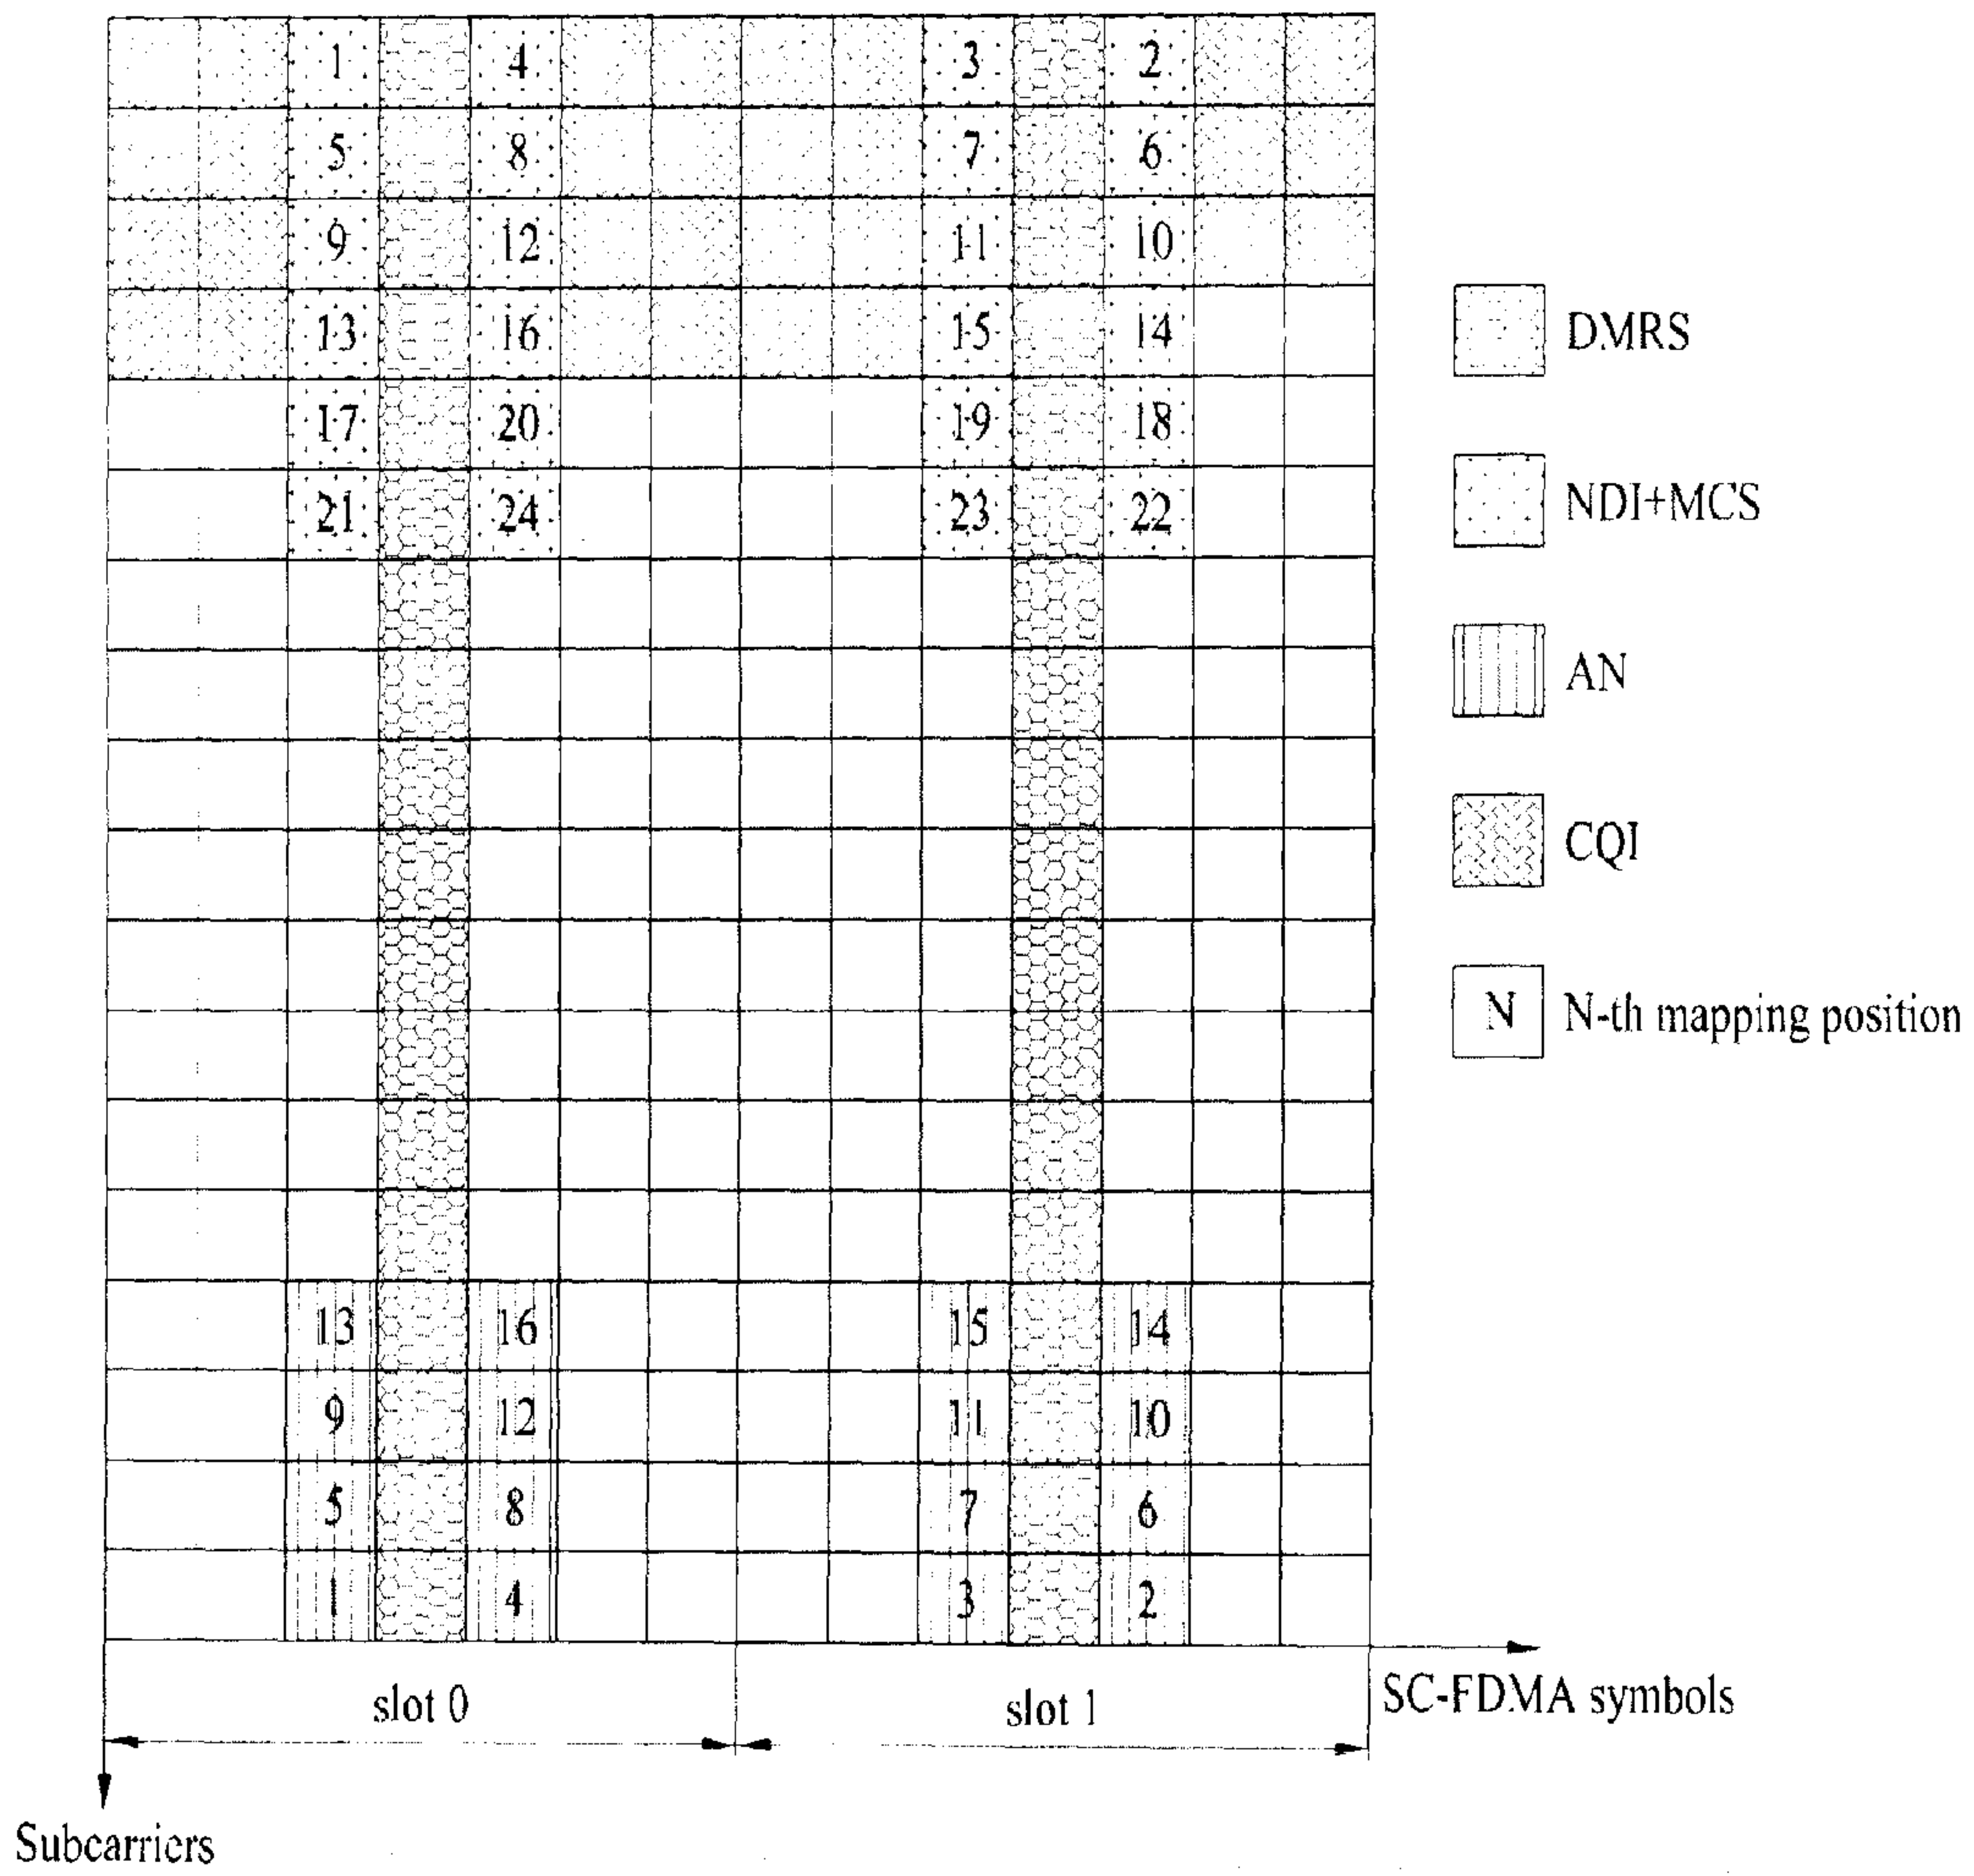 1 4 3 2
5 8 7 6
9 12 11 10
13 16 15 14
17 20 19 18
21 24 23 22
DMRS
NDI+MCS
AN
CQI
N N-th mapping position
13 16 15 14
9 12 11 10
5 8 7 6
1 4 3 2
slot 0 slot 1
SC-FDMA symbols
Subcarriers